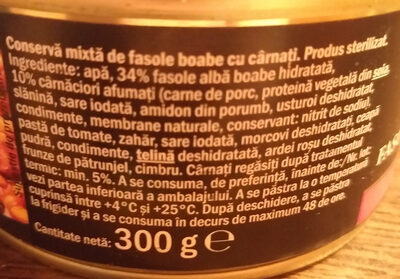 Conservă mixtă de fasole boabe cu cârnați. Produs sterilizat.
Ingrediente: apă, 34% fasole albă boabe hidratată,
10% cârnăciori afumați (carne de porc, proteină vegetală din soia,
slănină, sare iodată, amidon din porumb, usturoi deshidratat,
condimente, membrane naturale, conservant: nitrit de sodiu),
pastă de tomate, zahăr, sare iodată, morcovi deshidratați, ceapă
pudră, condimente, telină deshidratată, ardei roșu deshidratat,
frunze de pătrunjel, cimbru. Cârnați regăsiți după tratamentul
termic: min. 5%. A se consuma, de preferință, înainte de:/Nr. lot:
vezi partea inferioară a ambalajului. A se păstra la o temperatură
cuprinsă între +4°C și +25°C. După deschidere, a se păstra
la frigider și a se consuma în decurs de maximum 48 de ore.
Cantitate netă: 300 g ℮